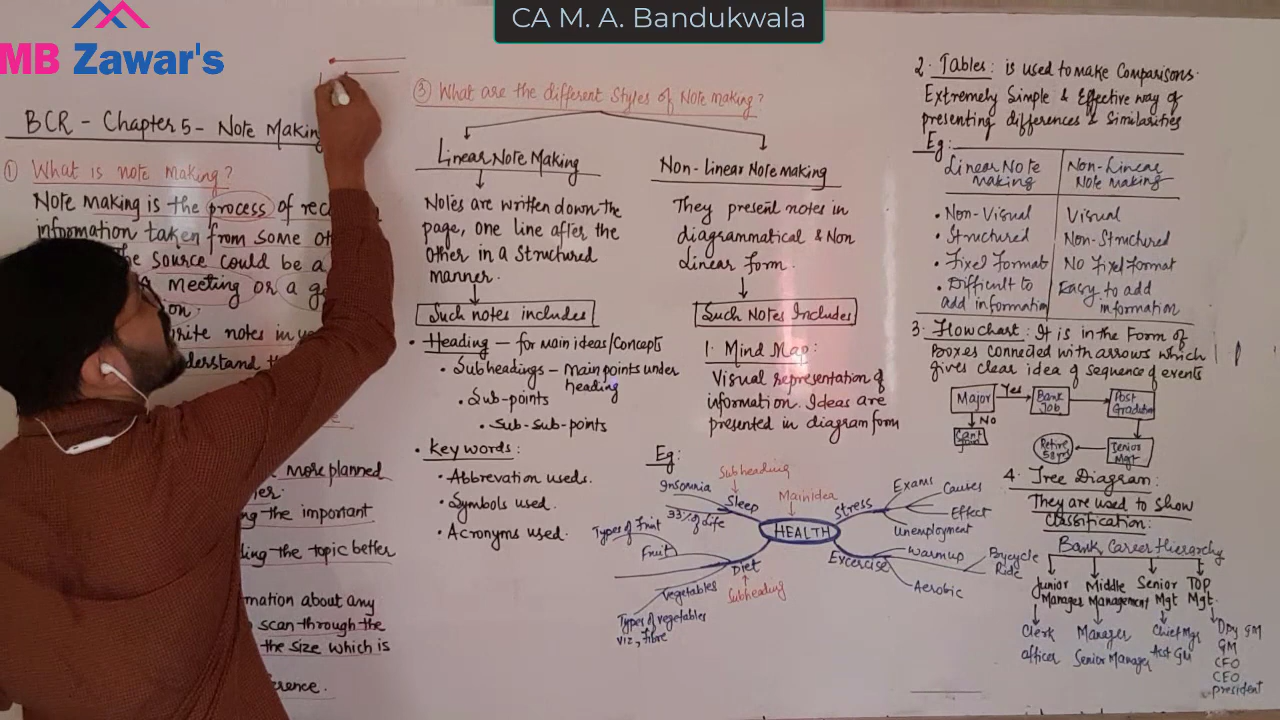 CA M. A. Bandukwala
MB Zawar's
BCR - Chapter 5 - Note Making
① What is note making?
Note making is the process of
information taken from some
source could be a
meeting or a
write notes in
understand
more planned
the important
the topic better
about any
scan through the
the size which is
③ What are the different Styles of Note making?
Linear Note Making
Notes are written down the
page, one line after the
other in a structured
manner.
Such notes includes
• Heading - for main ideas/concepts
• Subheadings - Main points under
heading
• Sub-points
• Sub-sub-points
• Key words:
• Abbrevation used.
• Symbols used.
• Acronyms used.
Non-Linear Note making
They present notes in
diagrammatical & Non
Linear form.
Such Notes Includes
1. Mind Map:
Visual representation of
information. Ideas are
presented in diagram form
Eg:
Subheading
Main idea
Insomnia
Sleep
33% of Life
Types of Fruit
Fruit
Diet
Vegetables
Subheading
Types of vegetables
viz, Fibre
HEALTH
Stress
Exams
Causes
Effect
Unemployment
Excercise
Warmup
Bycycle
Ride
Aerobic
2. Tables: is used to make Comparisons.
Extremely Simple & Effective way of
presenting differences & Similarities
Eg:
Linear Note making
Non-Linear Note making
• Non-Visual Visual
• Structured Non-Structured
• Fixed Format No Fixed Format
• Difficult to add information Easy to add information
3. Flowchart: It is in the Form of
Boxes connected with arrows which
gives clear idea of sequence of events
Major
Yes
Bank
Job
Post
No
Senior
Mgt
Retire
4. Tree Diagram:
They are used to show
Classification:
Bank Career Hierarchy
Junior Manager
Middle Management
Senior Mgt
Top Mgt.
Clerk
officer
Manager
Senior Manager
Chief Mgr
Asst GM
Dpy GM
GM
CFO
CEO
president